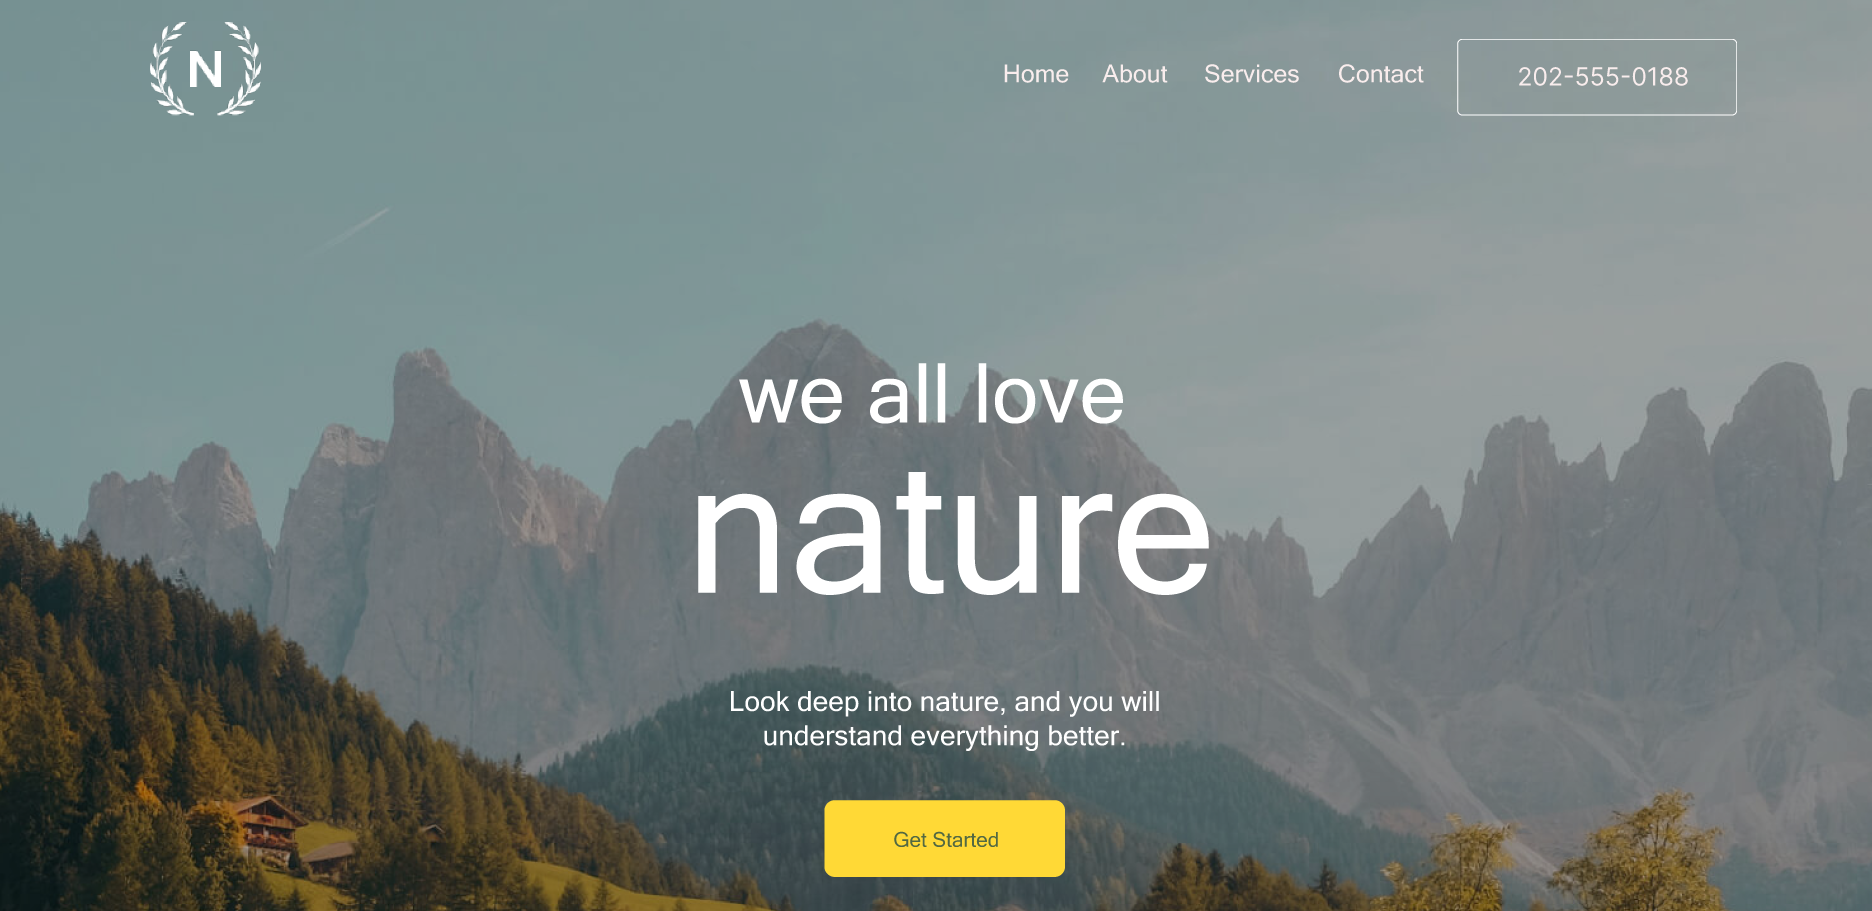 N
Home About Services Contact 202-555-0188
we all love
nature
Look deep into nature, and you will
understand everything better.
Get Started